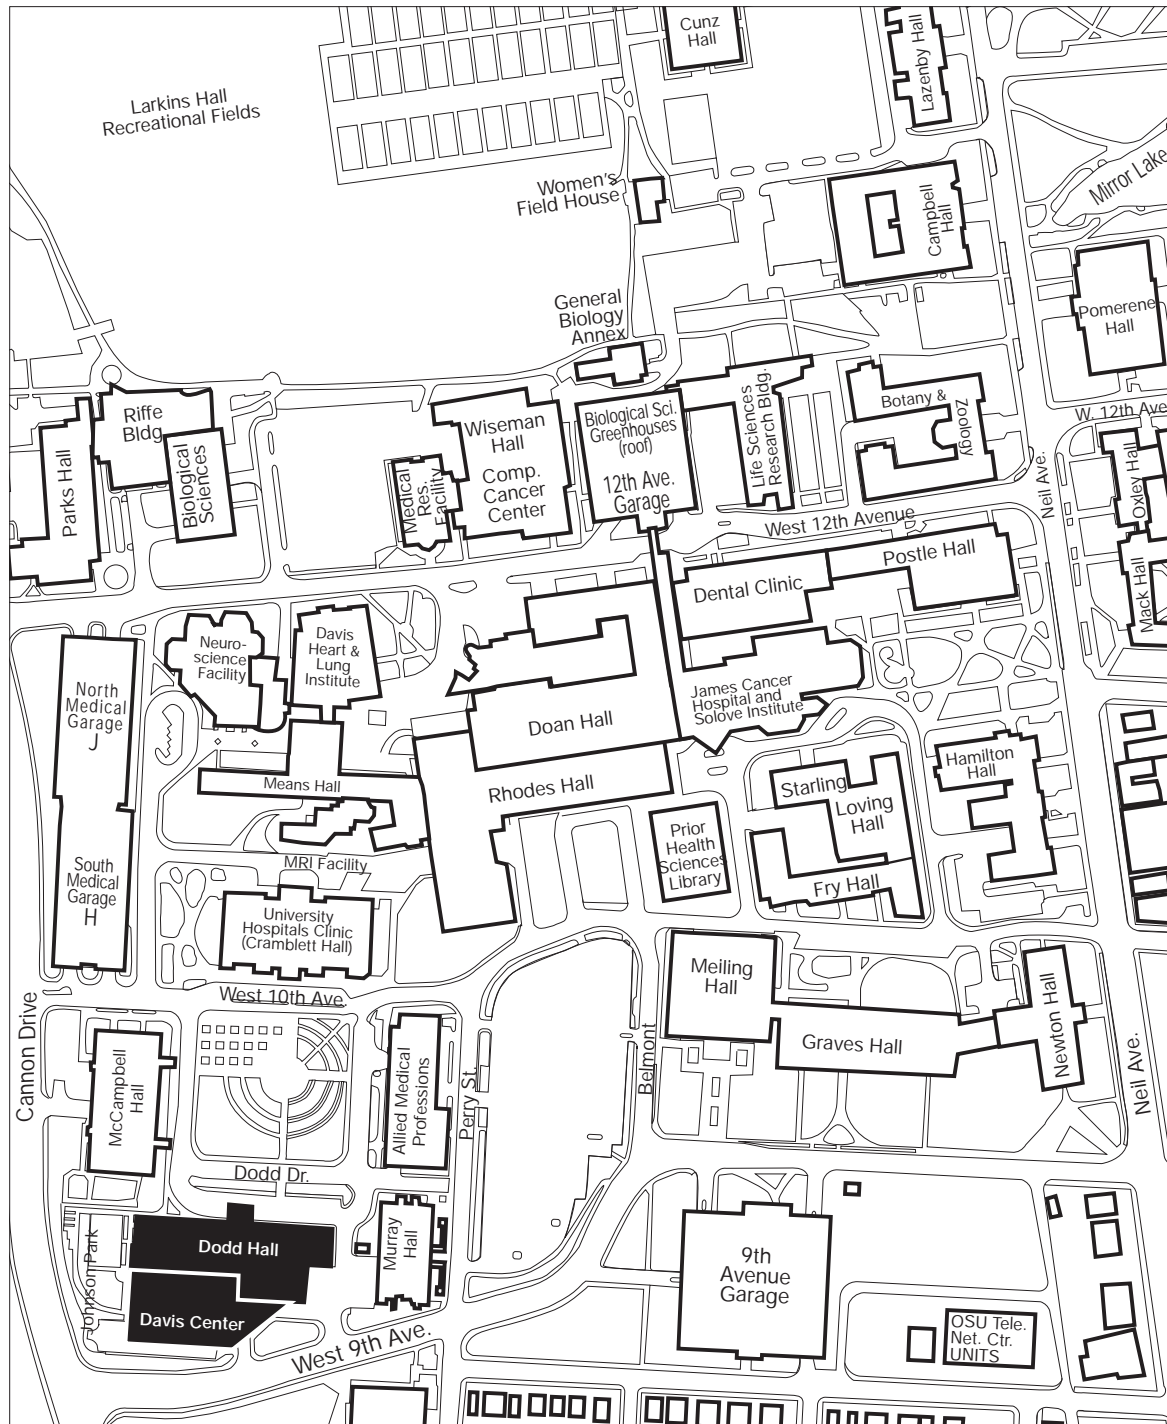 Cunz
Hall
Lazenby Hall
Larkins Hall
Recreational Fields
Mirror Lake
Women's
Field House
Campbell
Hall
General
Biology
Annex
Pomerene
Hall
Riffe
Bldg.
Parks Hall
Biological
Sciences
Wiseman
Hall
Comp.
Cancer
Center
Medical
Res.
Facility
Biological Sci.
Greenhouses
(roof)
12th Ave.
Garage
Life Sciences
Research Bldg.
Botany &
Zoology
W. 12th Ave
Oxley Hall
Neil Ave.
West 12th Avenue
Postle Hall
Mack Hall
Dental Clinic
Neuro-
science
Facility
Davis
Heart &
Lung
Institute
North
Medical
Garage
J
James Cancer
Hospital and
Solove Institute
Doan Hall
Means Hall
Rhodes Hall
Hamilton
Hall
Starling
Loving
Hall
Prior
Health
Sciences
Library
MRI Facility
South
Medical
Garage
H
Fry Hall
University
Hospitals Clinic
(Cramblett Hall)
West 10th Ave.
Meiling
Hall
Graves Hall
Newton Hall
Cannon Drive
McCampbell
Hall
Allied Medical
Professions
Perry St.
Belmont
Neil Ave.
Dodd Dr.
Johnson Park
Dodd Hall
Davis Center
Murray
Hall
9th
Avenue
Garage
West 9th Ave.
OSU Tele.
Net. Ctr.
UNITS